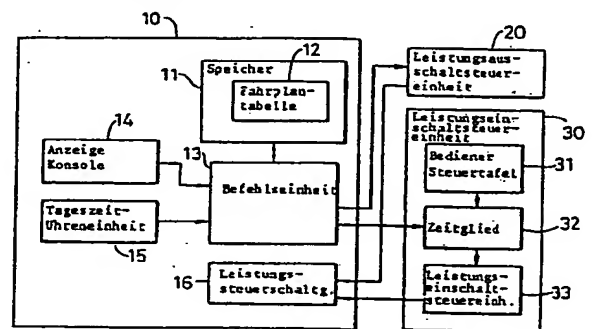 10
20
12
11
Speicher
Fahrplan-
tabelle
Leistungsaus-
schaltsteuer-
einheit
14
13
30
Leistungsein-
schaltsteuer-
einheit
Anzeige
Konsole
Befehlseinheit
Bediener
Steuertafel
31
Tageszeit-
Uhreneinheit
15
Zeitglied
32
16
Leistungs-
steuerschaltg.
Leistungs-
einschalt-
steuereinh.
33